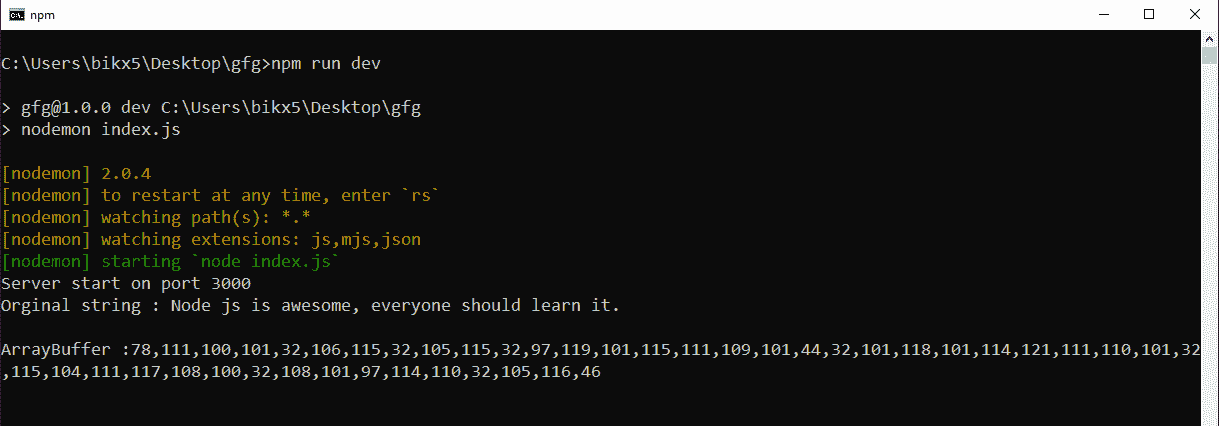 npm
C:\Users\bikx5\Desktop\gfg>npm run dev
> gfg@1.0.0 dev C:\Users\bikx5\Desktop\gfg
> nodemon index.js
[nodemon] 2.0.4
[nodemon] to restart at any time, enter `rs`
[nodemon] watching path(s): *.*
[nodemon] watching extensions: js,mjs,json
[nodemon] starting `node index.js`
Server start on port 3000
Orginal string : Node js is awesome, everyone should learn it.
ArrayBuffer :78,111,100,101,32,106,115,32,105,115,32,97,119,101,115,111,109,101,44,32,101,118,101,114,121,111,110,101,32
,115,104,111,117,108,100,32,108,101,97,114,110,32,105,116,46